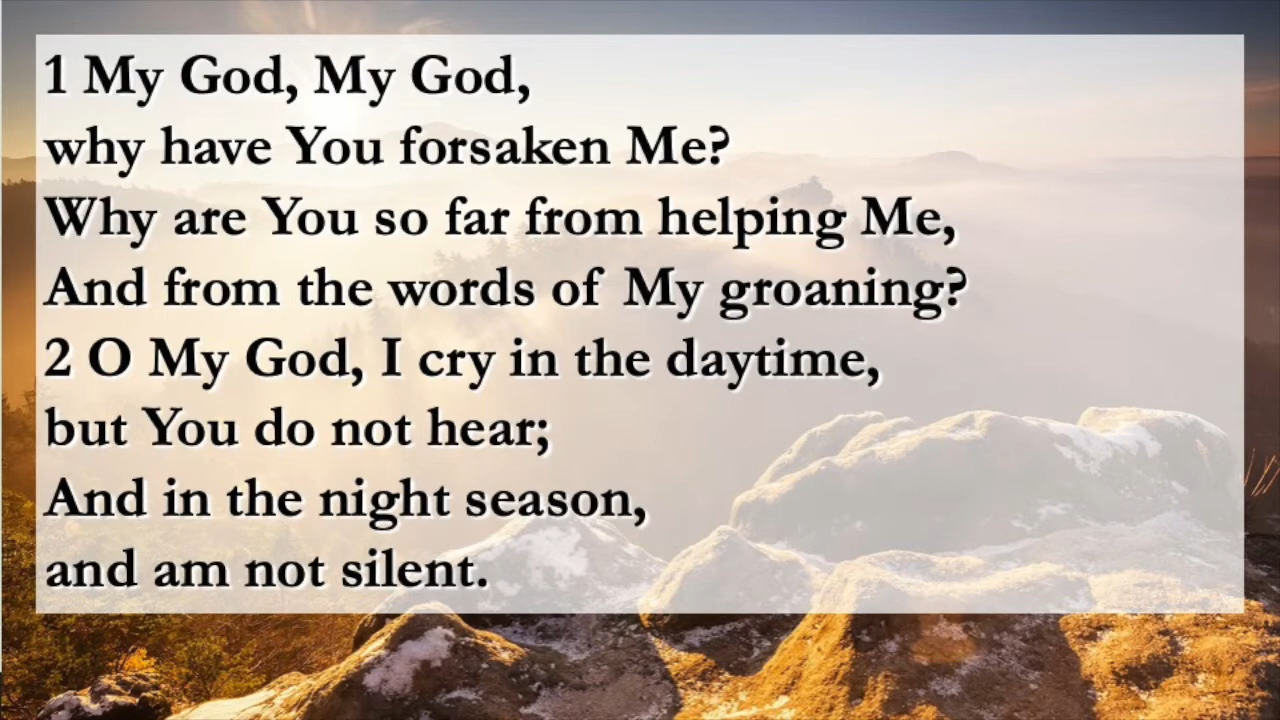 1 My God, My God,
why have You forsaken Me?
Why are You so far from helping Me,
And from the words of My groaning?
2 O My God, I cry in the daytime,
but You do not hear;
And in the night season,
and am not silent.